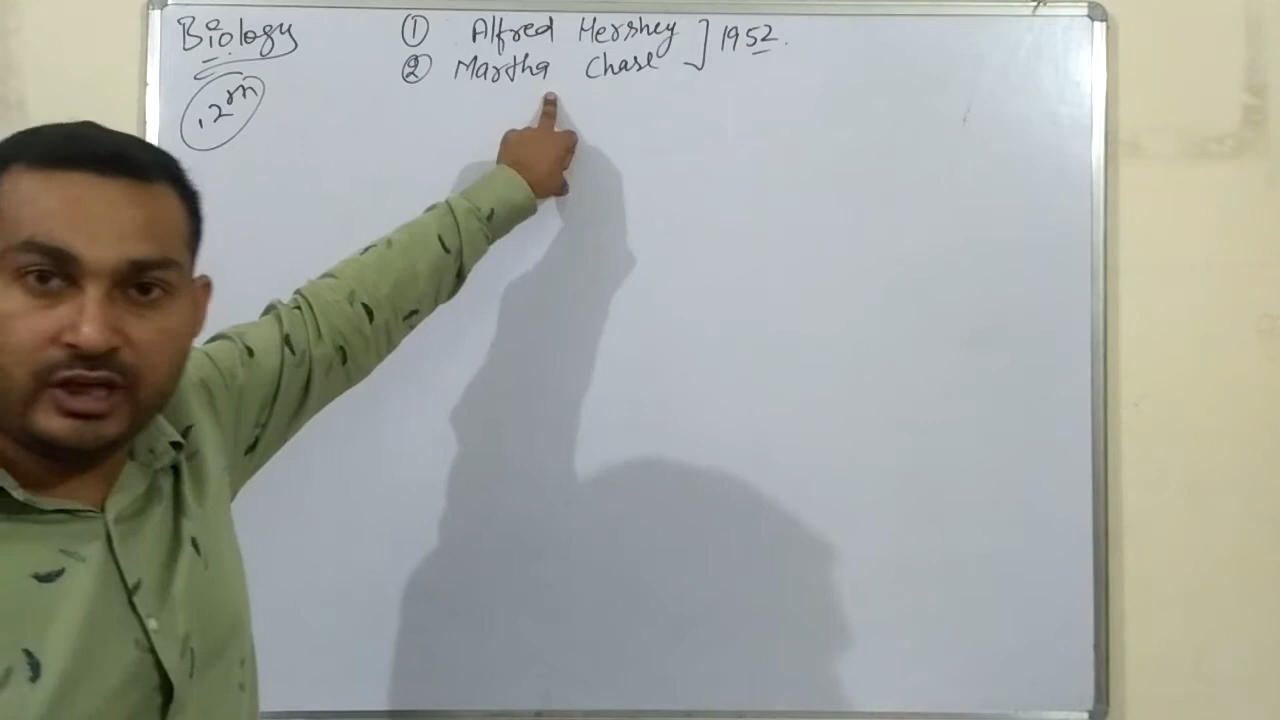 Biology
12th
① Alfred Hershey
② Martha Chase
] 1952.